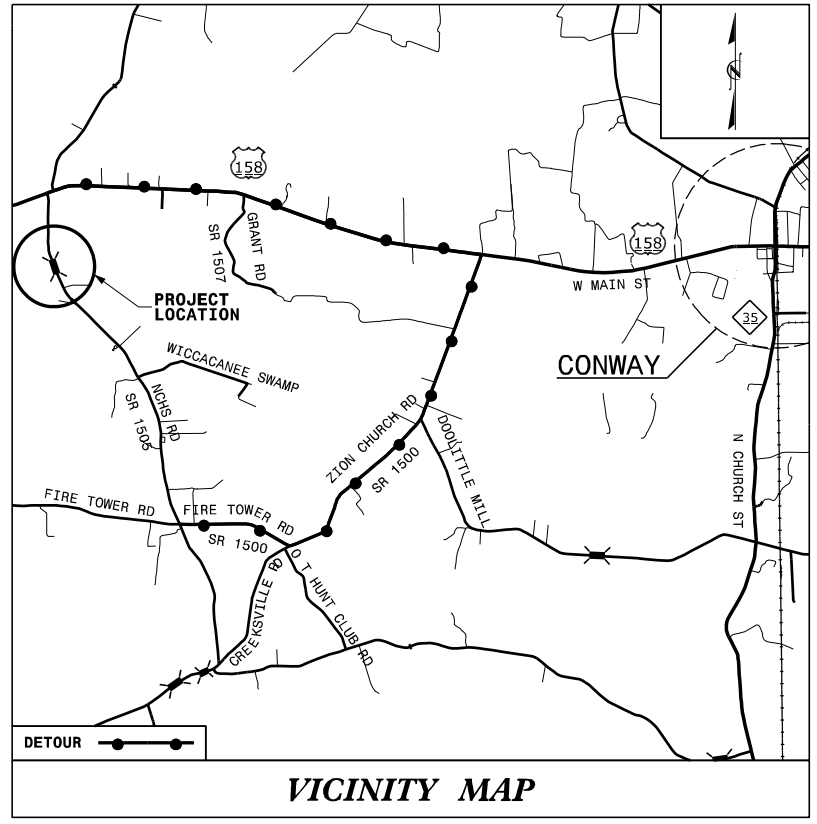 N
158
GRANT RD
SR 1507
158
W MAIN ST
PROJECT
LOCATION
35
CONWAY
WICCACANEE SWAMP
NCHS RD
SR 1505
ZION CHURCH RD
SR 1500
DOOLITTLE MILL
N CHURCH ST
FIRE TOWER RD
FIRE TOWER RD
SR 1500
O T HUNT CLUB RD
CREEKSVILLE RD
DETOUR
VICINITY MAP